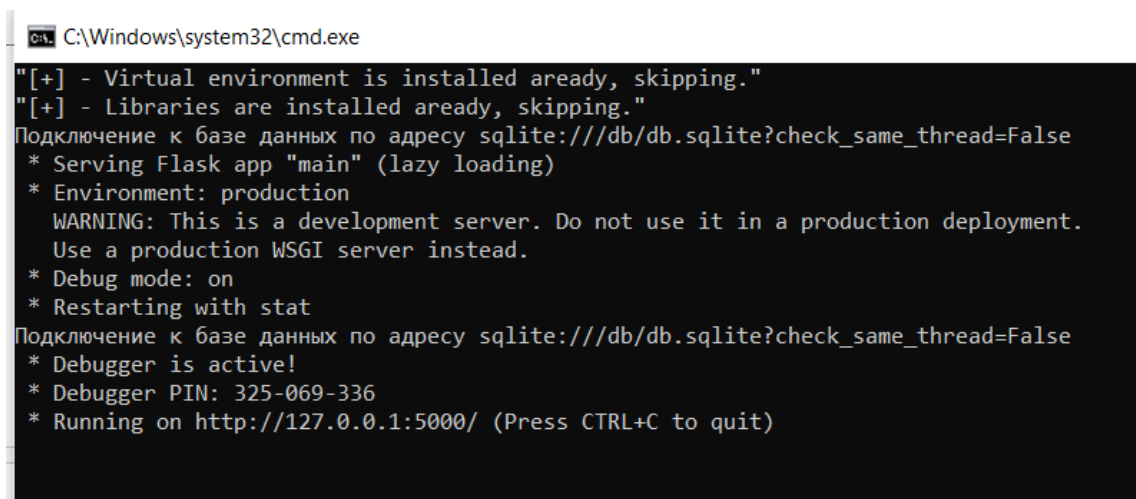 C:\Windows\system32\cmd.exe
"[+] - Virtual environment is installed aready, skipping."
"[+] - Libraries are installed aready, skipping."
Подключение к базе данных по адресу sqlite:///db/db.sqlite?check_same_thread=False
 * Serving Flask app "main" (lazy loading)
 * Environment: production
   WARNING: This is a development server. Do not use it in a production deployment.
   Use a production WSGI server instead.
 * Debug mode: on
 * Restarting with stat
Подключение к базе данных по адресу sqlite:///db/db.sqlite?check_same_thread=False
 * Debugger is active!
 * Debugger PIN: 325-069-336
 * Running on http://127.0.0.1:5000/ (Press CTRL+C to quit)